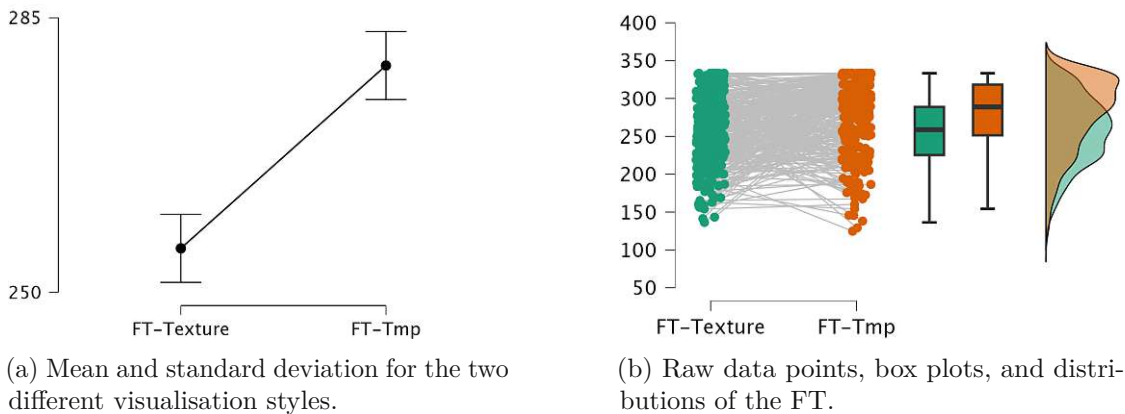 285
250
FT-Texture
FT-Tmp
(a) Mean and standard deviation for the two
different visualisation styles.
400
350
300
250
200
150
100
50
FT-Texture
FT-Tmp
(b) Raw data points, box plots, and distri-
butions of the FT.